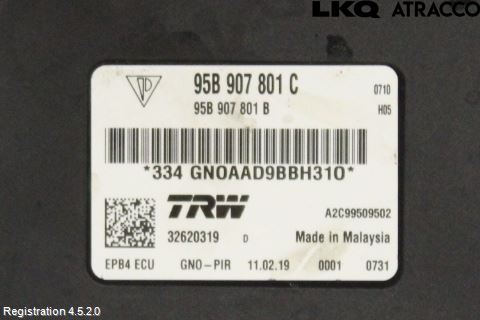 LKQ ATRACCO
95B 907 801 C
0710
95B 907 801 B
H05
*334 GNOAAD9BBH310*
TRW
A2C99509502
32620319 D
Made in Malaysia
EPB4 ECU GNO-PIR 11.02.19 0001 0731
Registration 4.5.2.0